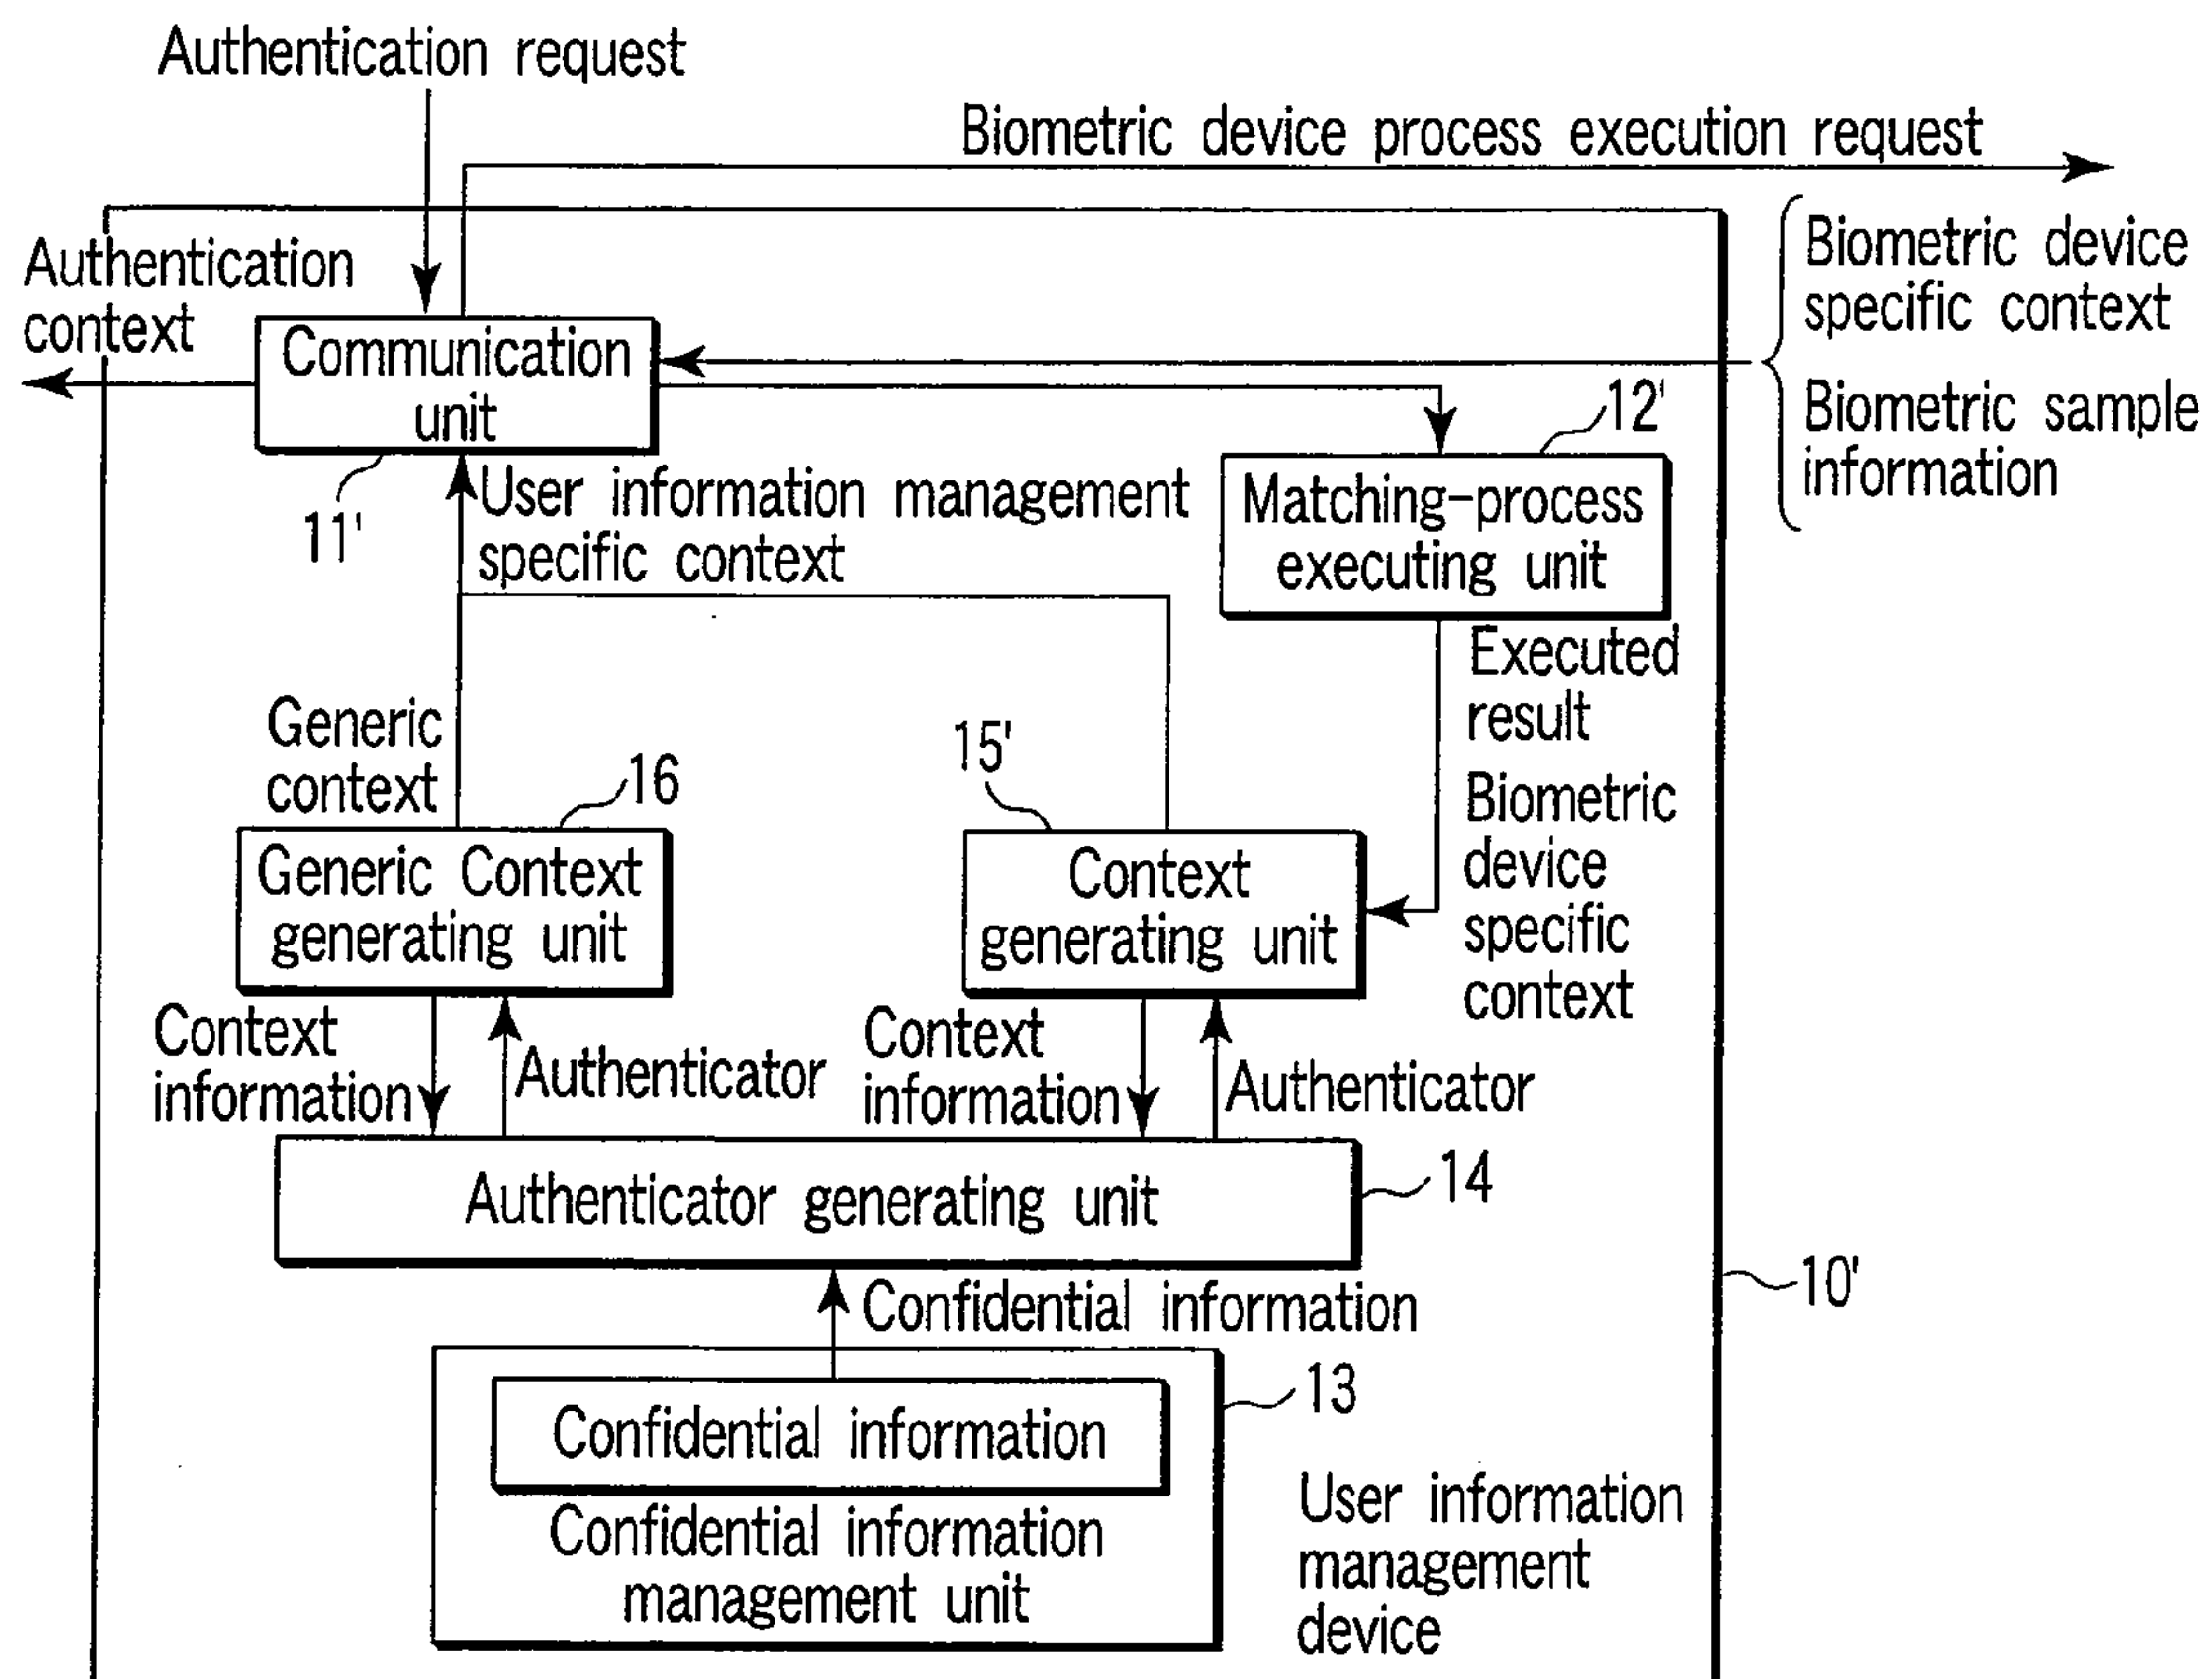 Authentication request
Biometric device process execution request
Authentication
context
Biometric device
specific context
Biometric sample
information
Communication
unit
11'
12'
Matching-process
executing unit
User information management
specific context
Executed
result
Biometric
device
specific
context
Generic
context
16
15'
Generic Context
generating unit
Context
generating unit
Context
information
Authenticator
Context
information
Authenticator
Authenticator generating unit
14
10'
Confidential information
13
Confidential information
Confidential information
management unit
User information
management
device